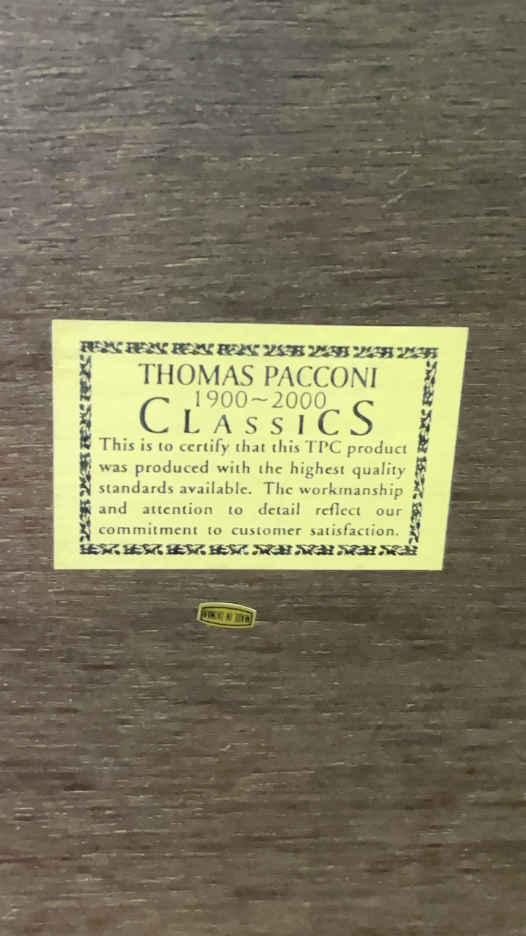 THOMAS PACCONI
1900~2000
CLASSICS
This is to certify that this TPC product
was produced with the highest quality
standards available. The workmanship
and attention to detail reflect our
commitment to customer satisfaction.